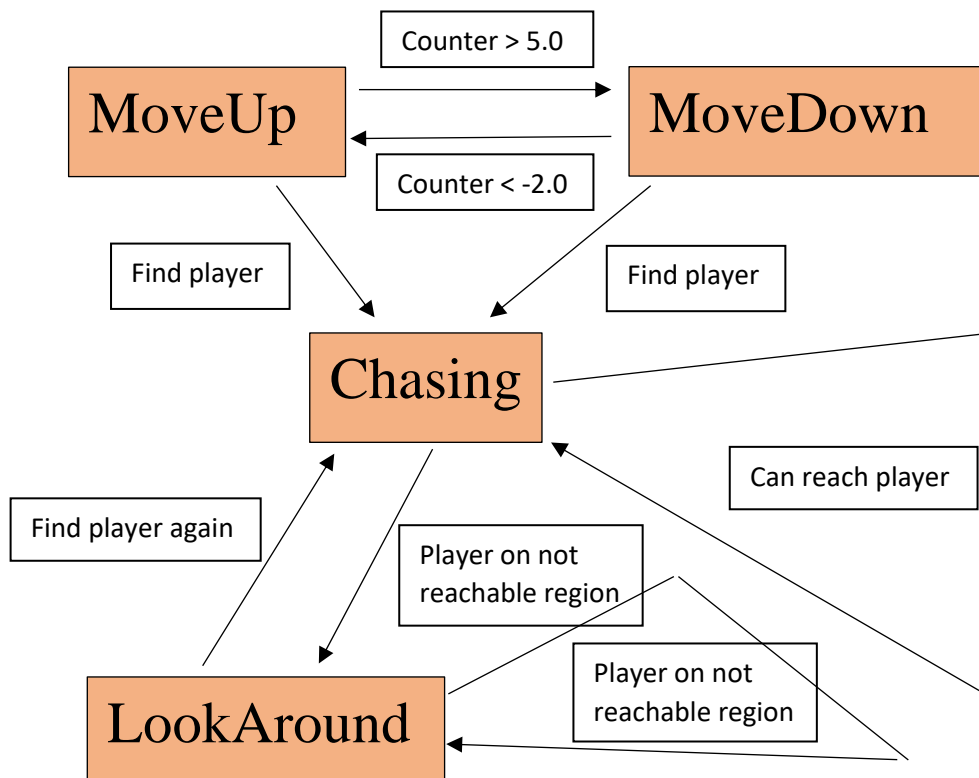 Counter > 5.0
MoveUp
MoveDown
Counter < -2.0
Find player
Find player
Chasing
Can reach player
Find player again
Player on not
reachable region
Player on not
reachable region
LookAround